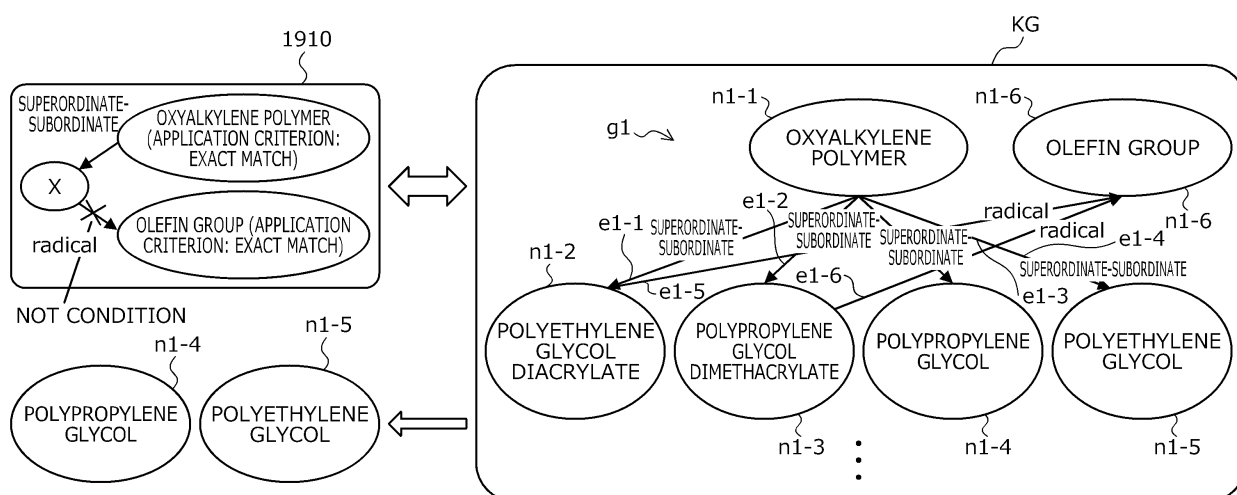 1910
SUPERORDINATE-
SUBORDINATE
OXYALKYLENE POLYMER
(APPLICATION CRITERION:
EXACT MATCH)
X
OLEFIN GROUP (APPLICATION
CRITERION: EXACT MATCH)
radical
NOT CONDITION
n1-4
n1-5
POLYPROPYLENE
GLYCOL
POLYETHYLENE
GLYCOL
KG
g1
n1-1
OXYALKYLENE
POLYMER
n1-6
OLEFIN GROUP
n1-6
e1-1
SUPERORDINATE-
SUBORDINATE
e1-2
SUPERORDINATE-
SUBORDINATE
SUPERORDINATE-
SUBORDINATE
radical
radical
e1-4
SUPERORDINATE-SUBORDINATE
e1-3
e1-5
e1-6
n1-2
POLYETHYLENE
GLYCOL
DIACRYLATE
POLYPROPYLENE
GLYCOL
DIMETHACRYLATE
n1-3
POLYPROPYLENE
GLYCOL
n1-4
POLYETHYLENE
GLYCOL
n1-5